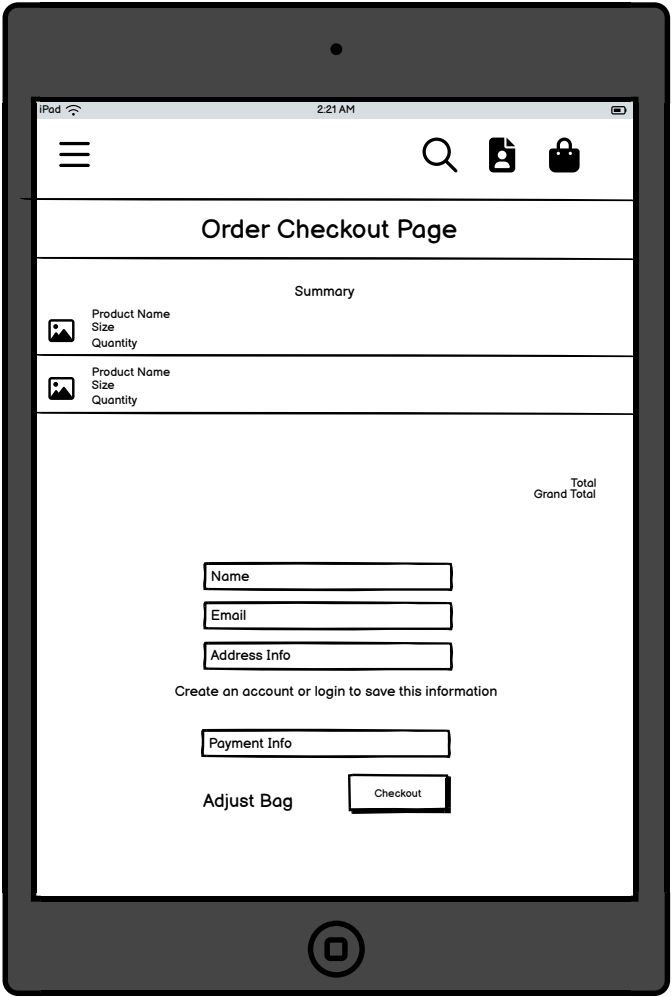 iPad 2:21 AM
Order Checkout Page
Summary
Product Name
Size
Quantity
Product Name
Size
Quantity
Total
Grand Total
Name
Email
Address Info
Create an account or login to save this information
Payment Info
Adjust Bag
Checkout